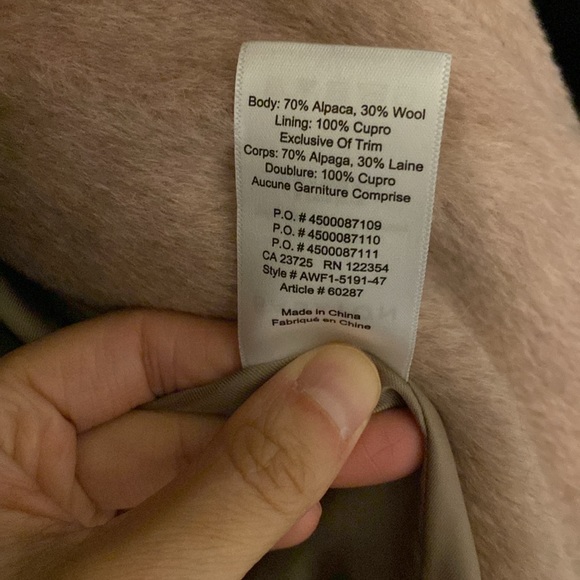 Body: 70% Alpaca, 30% Wool
Lining: 100% Cupro
Exclusive Of Trim
Corps: 70% Alpaga, 30% Laine
Doublure: 100% Cupro
Aucune Garniture Comprise
P.O. # 4500087109
P.O. # 4500087110
P.O. # 4500087111
CA 23725 RN 122354
Style # AWF1-5191-47
Article # 60287
Made in China
Fabriqué en Chine